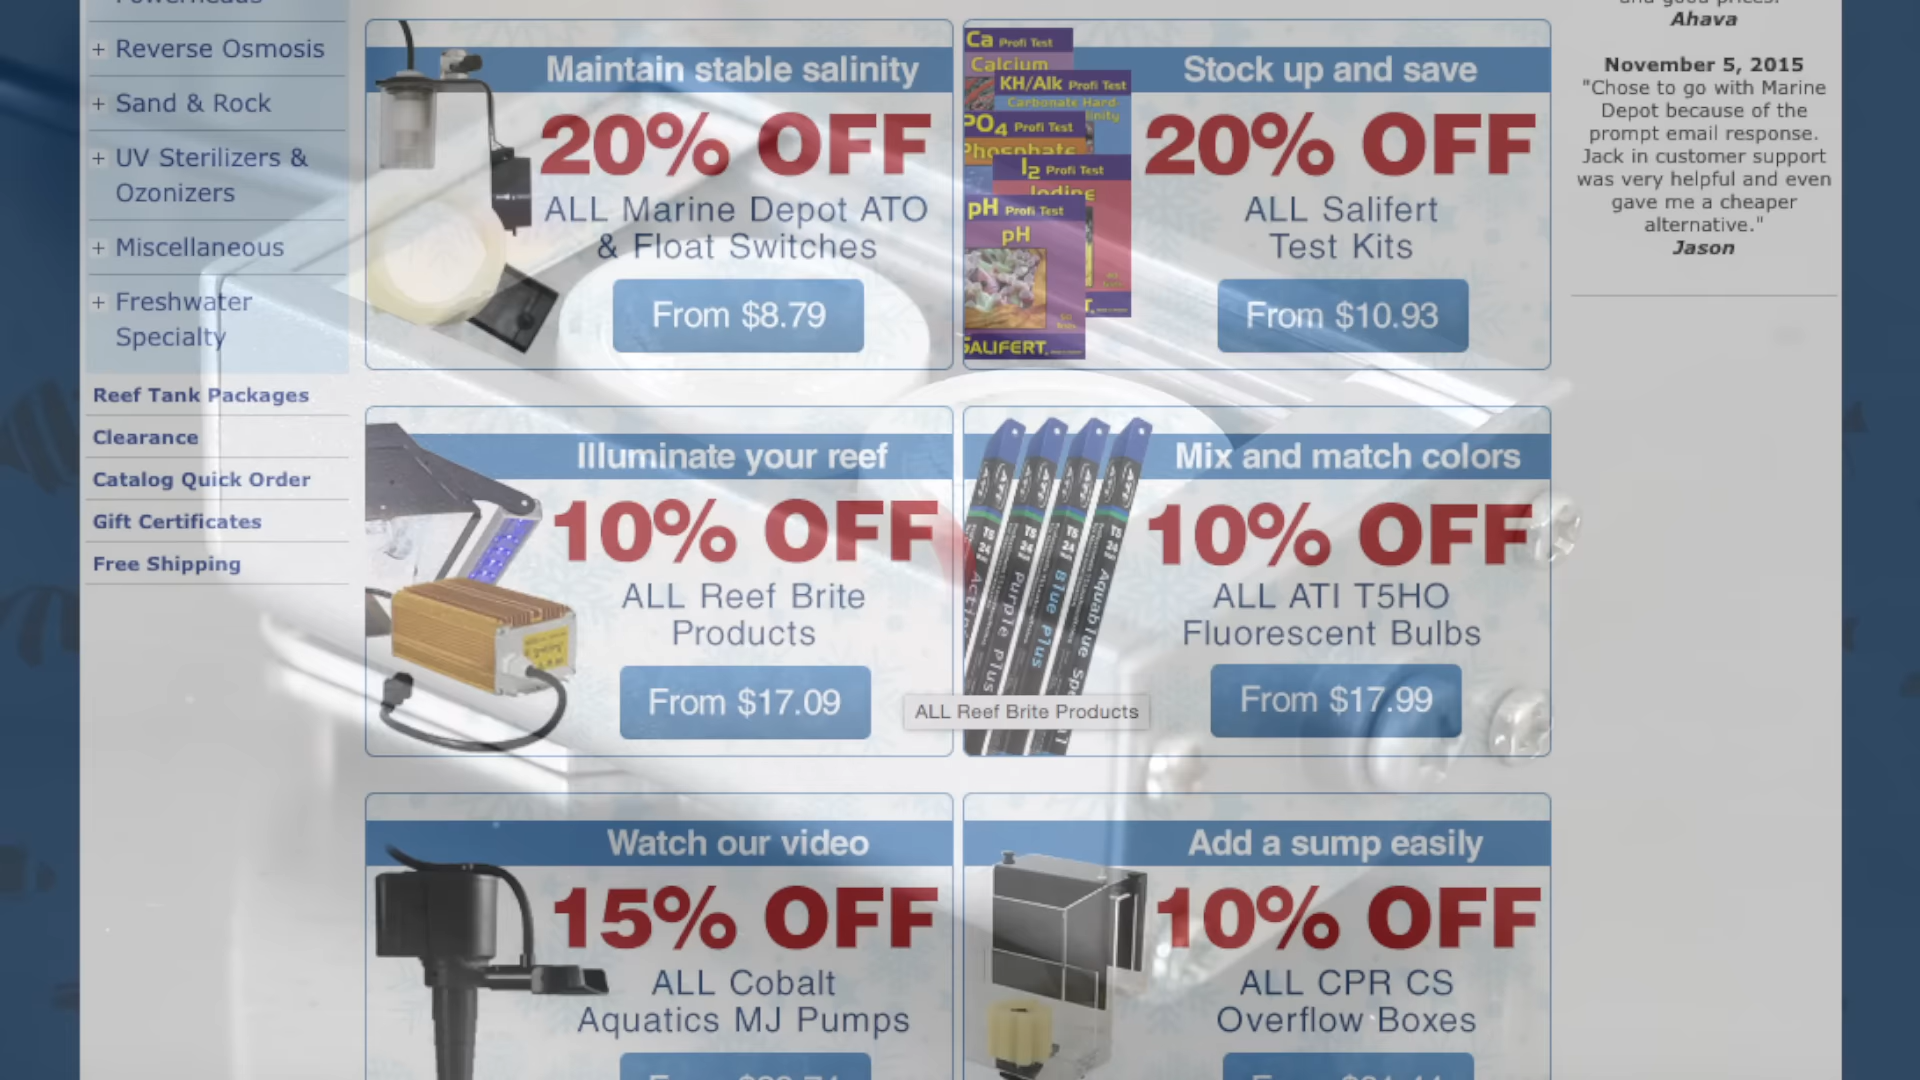 + Reverse Osmosis
+ Sand & Rock
+ UV Sterilizers &
Ozonizers
+ Miscellaneous
+ Freshwater
Specialty
Reef Tank Packages
Clearance
Catalog Quick Order
Gift Certificates
Free Shipping
Maintain stable salinity
20% OFF
ALL Marine Depot ATO
& Float Switches
From $8.79
Ca Profi Test
Calcium
KH/Alk Profi Test
Carbonate Hard-
PO4 Profi Test
Phosphate
I2 Profi Test
Iodine
pH Profi Test
pH
SALIFERT
Stock up and save
20% OFF
ALL Salifert
Test Kits
From $10.93
Illuminate your reef
10% OFF
ALL Reef Brite
Products
From $17.09
ALL Reef Brite Products
Purple Plus
Blue Plus
Aquablue Spe
Mix and match colors
10% OFF
ALL ATI T5HO
Fluorescent Bulbs
From $17.99
Watch our video
15% OFF
ALL Cobalt
Aquatics MJ Pumps
Add a sump easily
10% OFF
ALL CPR CS
Overflow Boxes
and good prices."
Ahava
November 5, 2015
"Chose to go with Marine
Depot because of the
prompt email response.
Jack in customer support
was very helpful and even
gave me a cheaper
alternative."
Jason